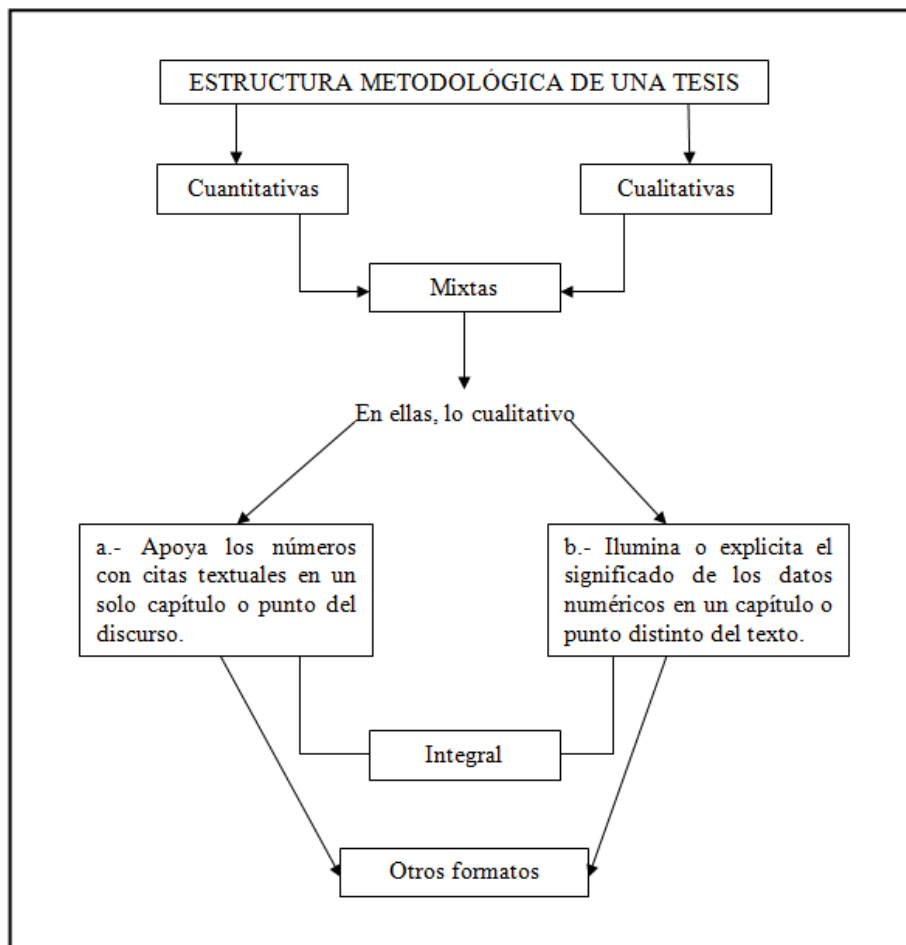 ESTRUCTURA METODOLÓGICA DE UNA TESIS
Cuantitativas
Cualitativas
Mixtas
En ellas, lo cualitativo
a.- Apoya los números
con citas textuales en un
solo capítulo o punto del
discurso.
b.- Ilumina o explicita el
significado de los datos
numéricos en un capítulo o
punto distinto del texto.
Integral
Otros formatos